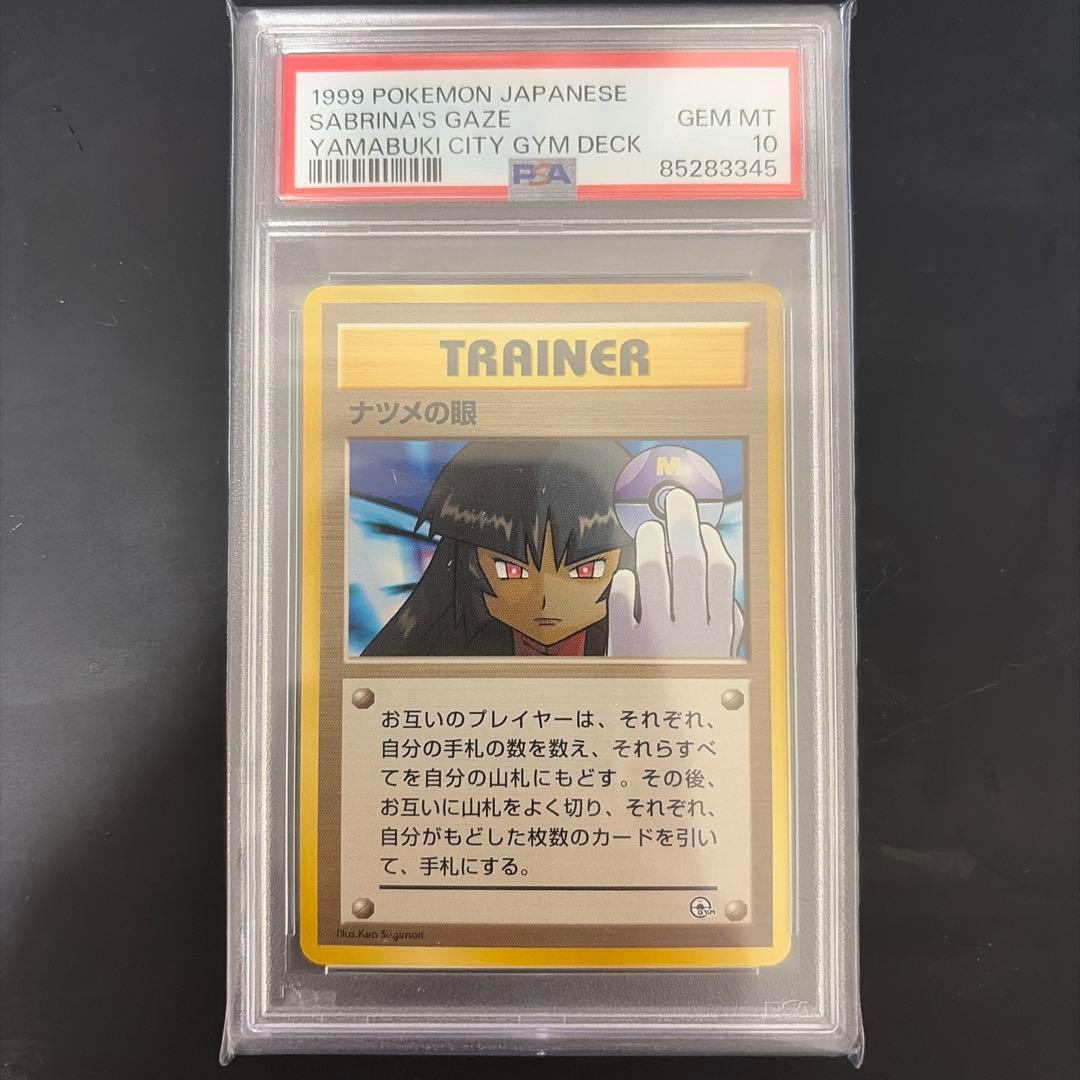 1999 POKEMON JAPANESE
SABRINA'S GAZE
YAMABUKI CITY GYM DECK
GEM MT
10
85283345
PSA
TRAINER
ナツメの眼
M
お互いのプレイヤーは、それぞれ、
自分の手札の数を数え、それらすべ
てを自分の山札にもどす。その後、
お互いに山札をよく切り、それぞれ、
自分がもどした枚数のカードを引い
て、手札にする。
GYM
Illus.Ken Sugimori
PSA